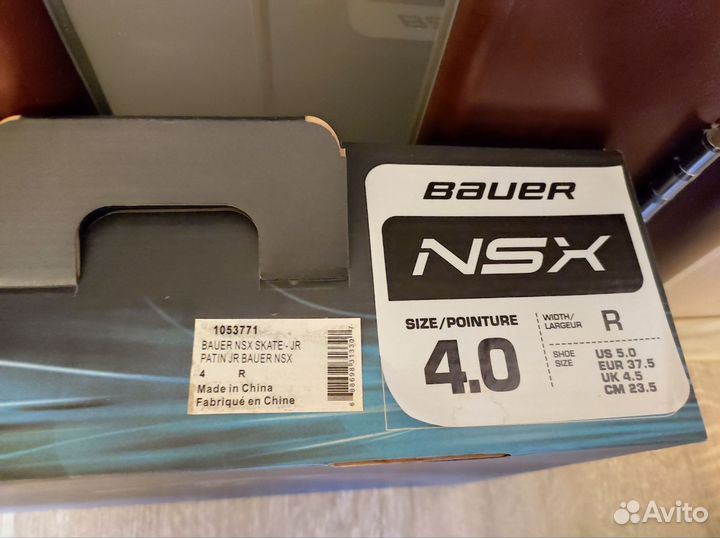 BAUER
NSX
SIZE/POINTURE
4.0
WIDTH/
LARGEUR
R
SHOE
SIZE
US 5.0
EUR 37.5
UK 4.5
CM 23.5
1053771
BAUER NSX SKATE - JR
PATIN JR BAUER NSX
4 R
Made in China
Fabriqué en Chine
Avito